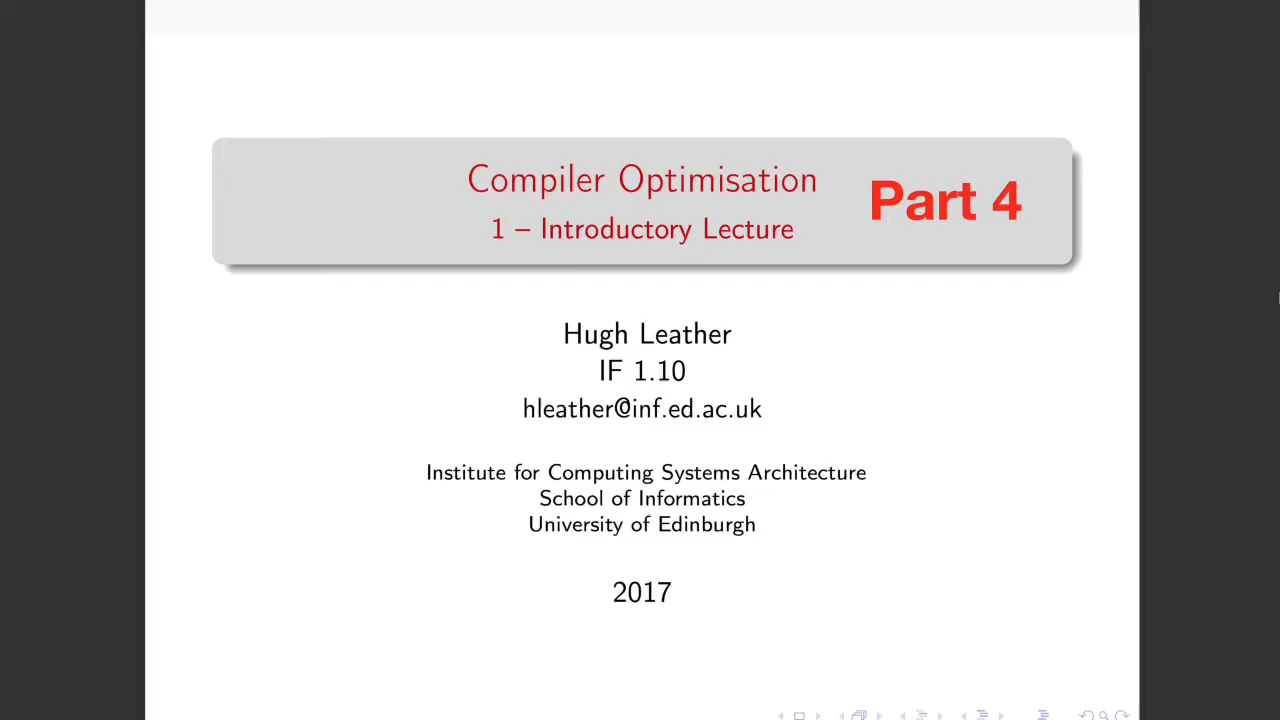 Compiler Optimisation
1 – Introductory Lecture
Part 4
Hugh Leather
IF 1.10
hleather@inf.ed.ac.uk
Institute for Computing Systems Architecture
School of Informatics
University of Edinburgh
2017